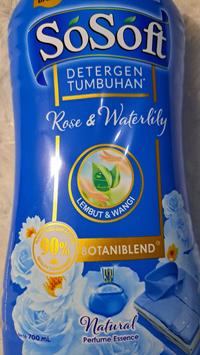 SoSoft
DETERGEN
TUMBUHAN
Rose & Waterlily
LEMBUT & WANGI
90%
BOTANIBLEND®
Natural
Perfume Essence
700 mL